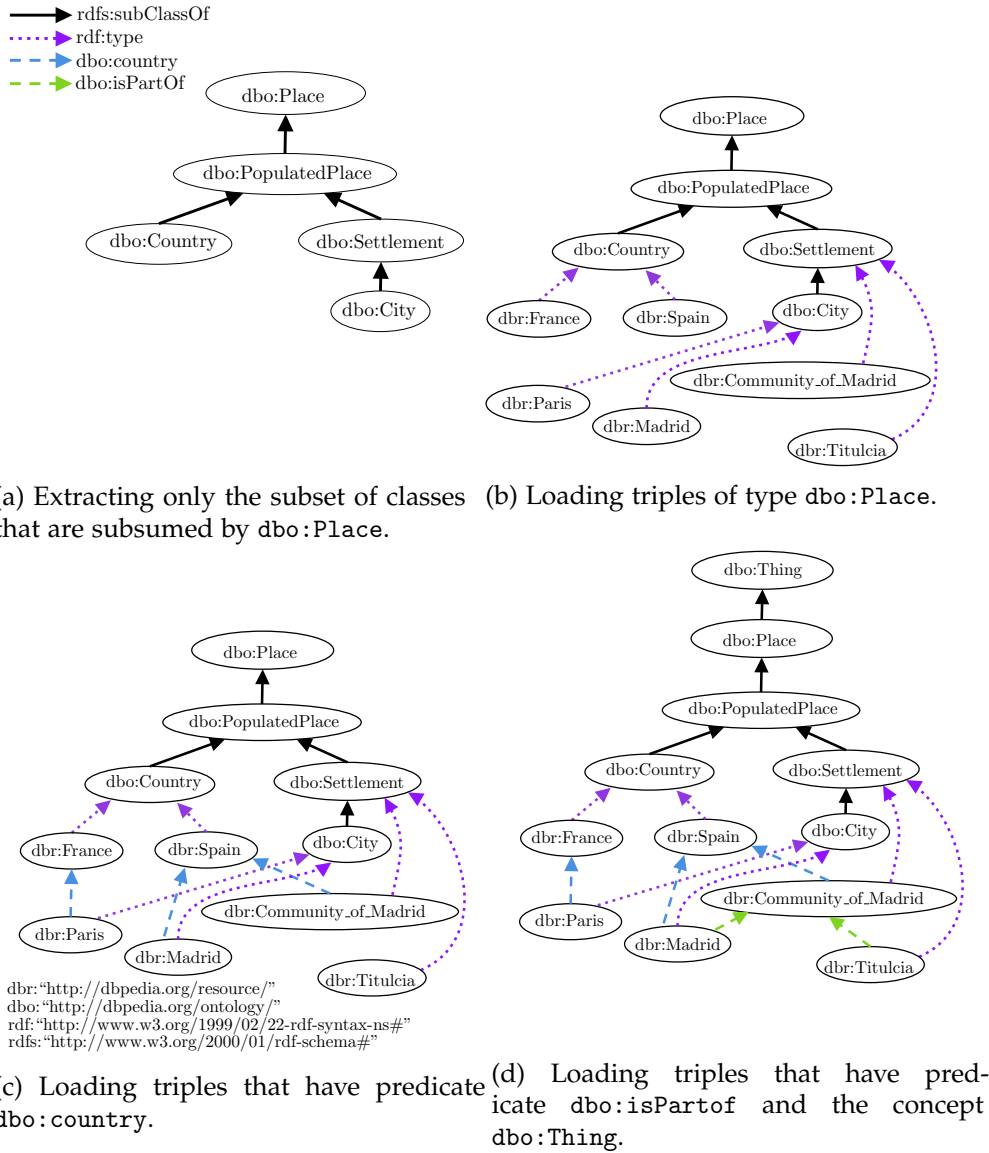 rdfs:subClassOf
rdf:type
dbo:country
dbo:isPartOf
dbo:Place
dbo:PopulatedPlace
dbo:Country
dbo:Settlement
dbo:City
dbo:Place
dbo:PopulatedPlace
dbo:Country
dbo:Settlement
dbr:France
dbr:Spain
dbo:City
dbr:Community_of_Madrid
dbr:Paris
dbr:Madrid
dbr:Titulcia
(a) Extracting only the subset of classes
that are subsumed by dbo:Place.
(b) Loading triples of type dbo:Place.
dbo:Place
dbo:PopulatedPlace
dbo:Country
dbo:Settlement
dbr:France
dbr:Spain
dbo:City
dbr:Community_of_Madrid
dbr:Paris
dbr:Madrid
dbr:Titulcia
dbr:“http://dbpedia.org/resource/”
dbo:“http://dbpedia.org/ontology/”
rdf:“http://www.w3.org/1999/02/22-rdf-syntax-ns#”
rdfs:“http://www.w3.org/2000/01/rdf-schema#”
(c) Loading triples that have predicate
dbo:country.
dbo:Thing
dbo:Place
dbo:PopulatedPlace
dbo:Country
dbo:Settlement
dbr:France
dbr:Spain
dbo:City
dbr:Community_of_Madrid
dbr:Paris
dbr:Madrid
dbr:Titulcia
(d) Loading triples that have pred-
icate dbo:isPartof and the concept
dbo:Thing.